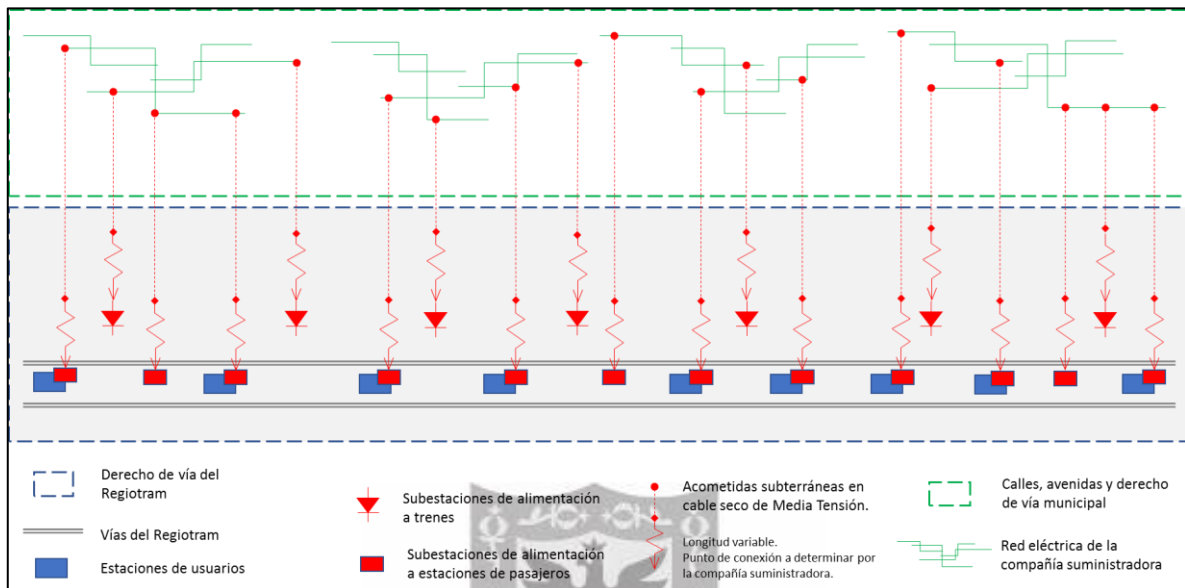 Derecho de vía del
Regiotram
Vías del Registram
Estaciones de usuarios
Subestaciones de alimentación
a trenes
Subestaciones de alimentación
a estaciones de pasajeros
Acometidas subterráneas en
cable seco de Media Tensión.
Longitud variable.
Punto de conexión a determinar por
la compañía suministradora.
Calles, avenidas y derecho
de vía municipal
Red eléctrica de la
compañía suministradora